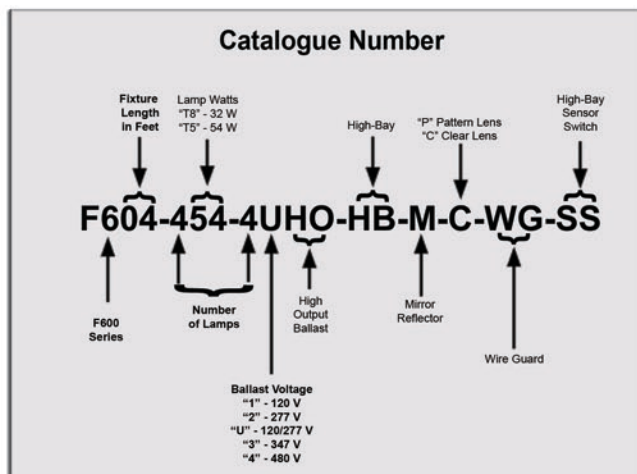 Catalogue Number
Fixture
Length
in Feet
Lamp Watts
"T8" - 32 W
"T5" - 54 W
High-Bay
"P" Pattern Lens
"C" Clear Lens
High-Bay
Sensor
Switch
F604-454-4UHO-HB-M-C-WG-SS
F600
Series
Number
of Lamps
High
Output
Ballast
Mirror
Reflector
Wire Guard
Ballast Voltage
"1" - 120 V
"2" - 277 V
"U" - 120/277 V
"3" - 347 V
"4" - 480 V